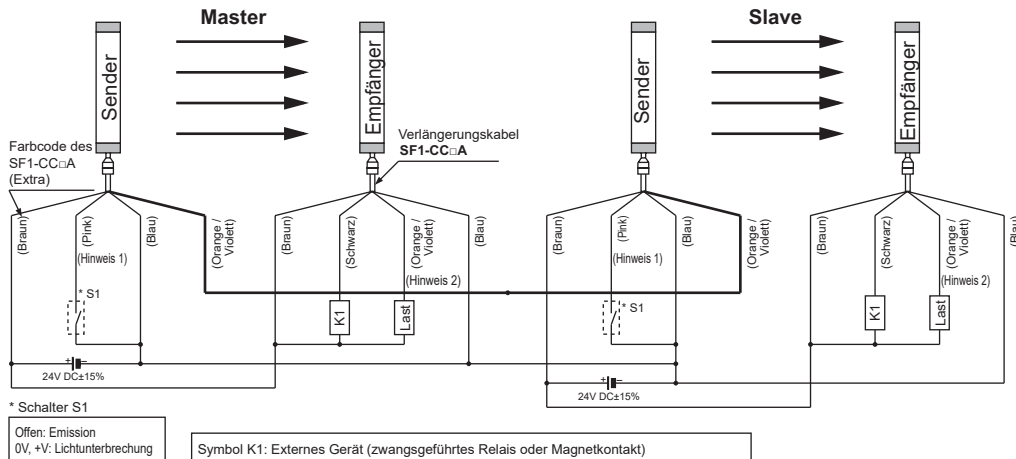 Master
Slave
Sender
Empfänger
Sender
Empfänger
Farbcode des
SF1-CC□A
(Extra)
Verlängerungskabel
SF1-CC□A
(Braun)
(Pink)
(Blau)
(Orange /
Violett)
(Braun)
(Schwarz)
(Orange /
Violett)
(Blau)
(Braun)
(Pink)
(Blau)
(Orange /
Violett)
(Braun)
(Schwarz)
(Orange /
Violett)
(Blau)
(Hinweis 1)
(Hinweis 2)
(Hinweis 1)
(Hinweis 2)
* S1
K1
Last
* S1
K1
Last
+ –
24V DC±15%
+ –
24V DC±15%
* Schalter S1
Offen: Emission
0V, +V: Lichtunterbrechung
Symbol K1: Externes Gerät (zwangsgeführtes Relais oder Magnetkontakt)